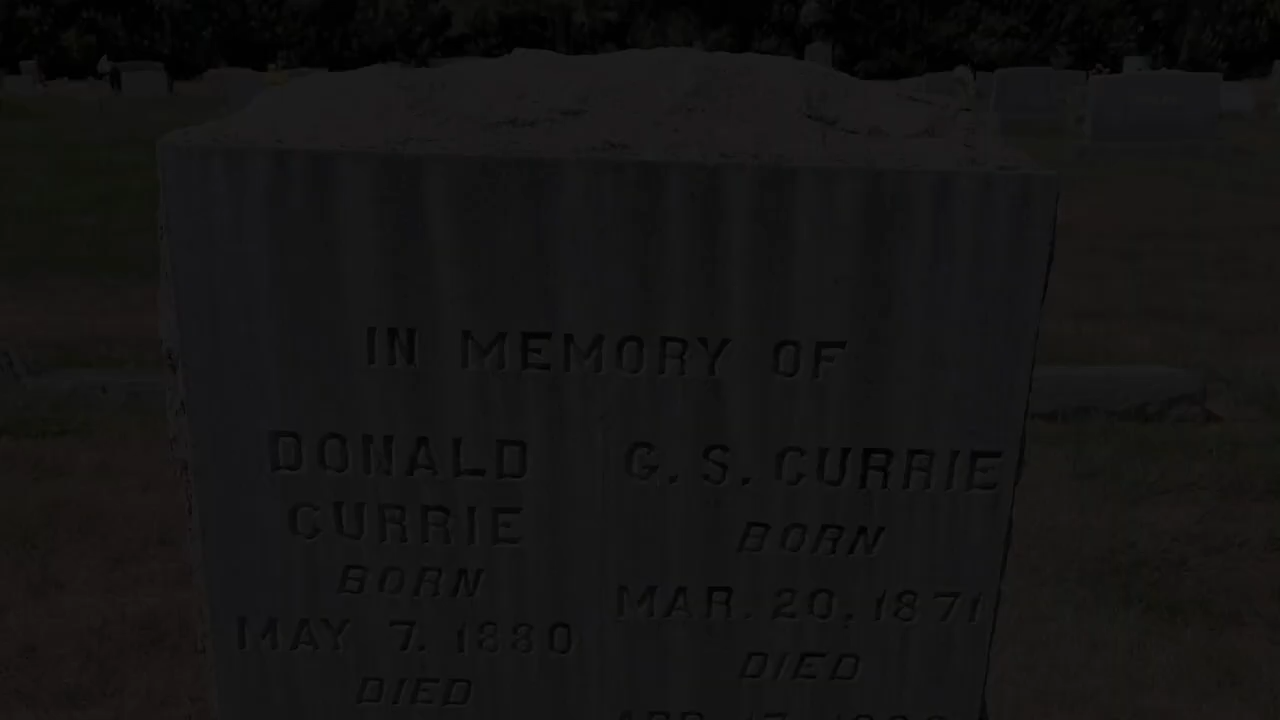 IN MEMORY OF
DONALD
CURRIE
BORN
MAY 7. 1880
DIED
G. S. CURRIE
BORN
MAR. 20. 1871
DIED